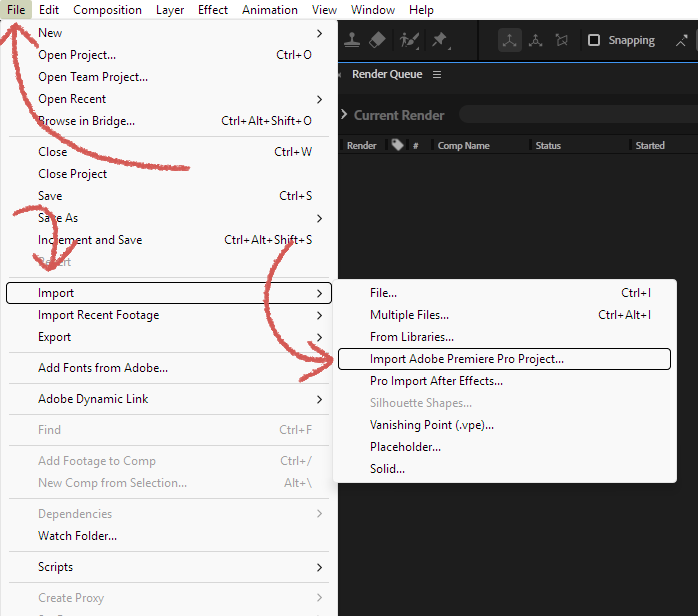 File Edit Composition Layer Effect Animation View Window Help
New
Open Project... Ctrl+O
Open Team Project...
Open Recent
Browse in Bridge... Ctrl+Alt+Shift+O
Close Ctrl+W
Close Project
Save Ctrl+S
Save As
Increment and Save Ctrl+Alt+Shift+S
Revert
Import
Import Recent Footage
Export
Add Fonts from Adobe...
Adobe Dynamic Link
Find Ctrl+F
Add Footage to Comp Ctrl+/
New Comp from Selection... Alt+\
Dependencies
Watch Folder...
Scripts
Create Proxy
File... Ctrl+I
Multiple Files... Ctrl+Alt+I
From Libraries...
Import Adobe Premiere Pro Project...
Pro Import After Effects...
Silhouette Shapes...
Vanishing Point (.vpe)...
Placeholder...
Solid...
Snapping
Render Queue
Current Render
Render # Comp Name Status Started